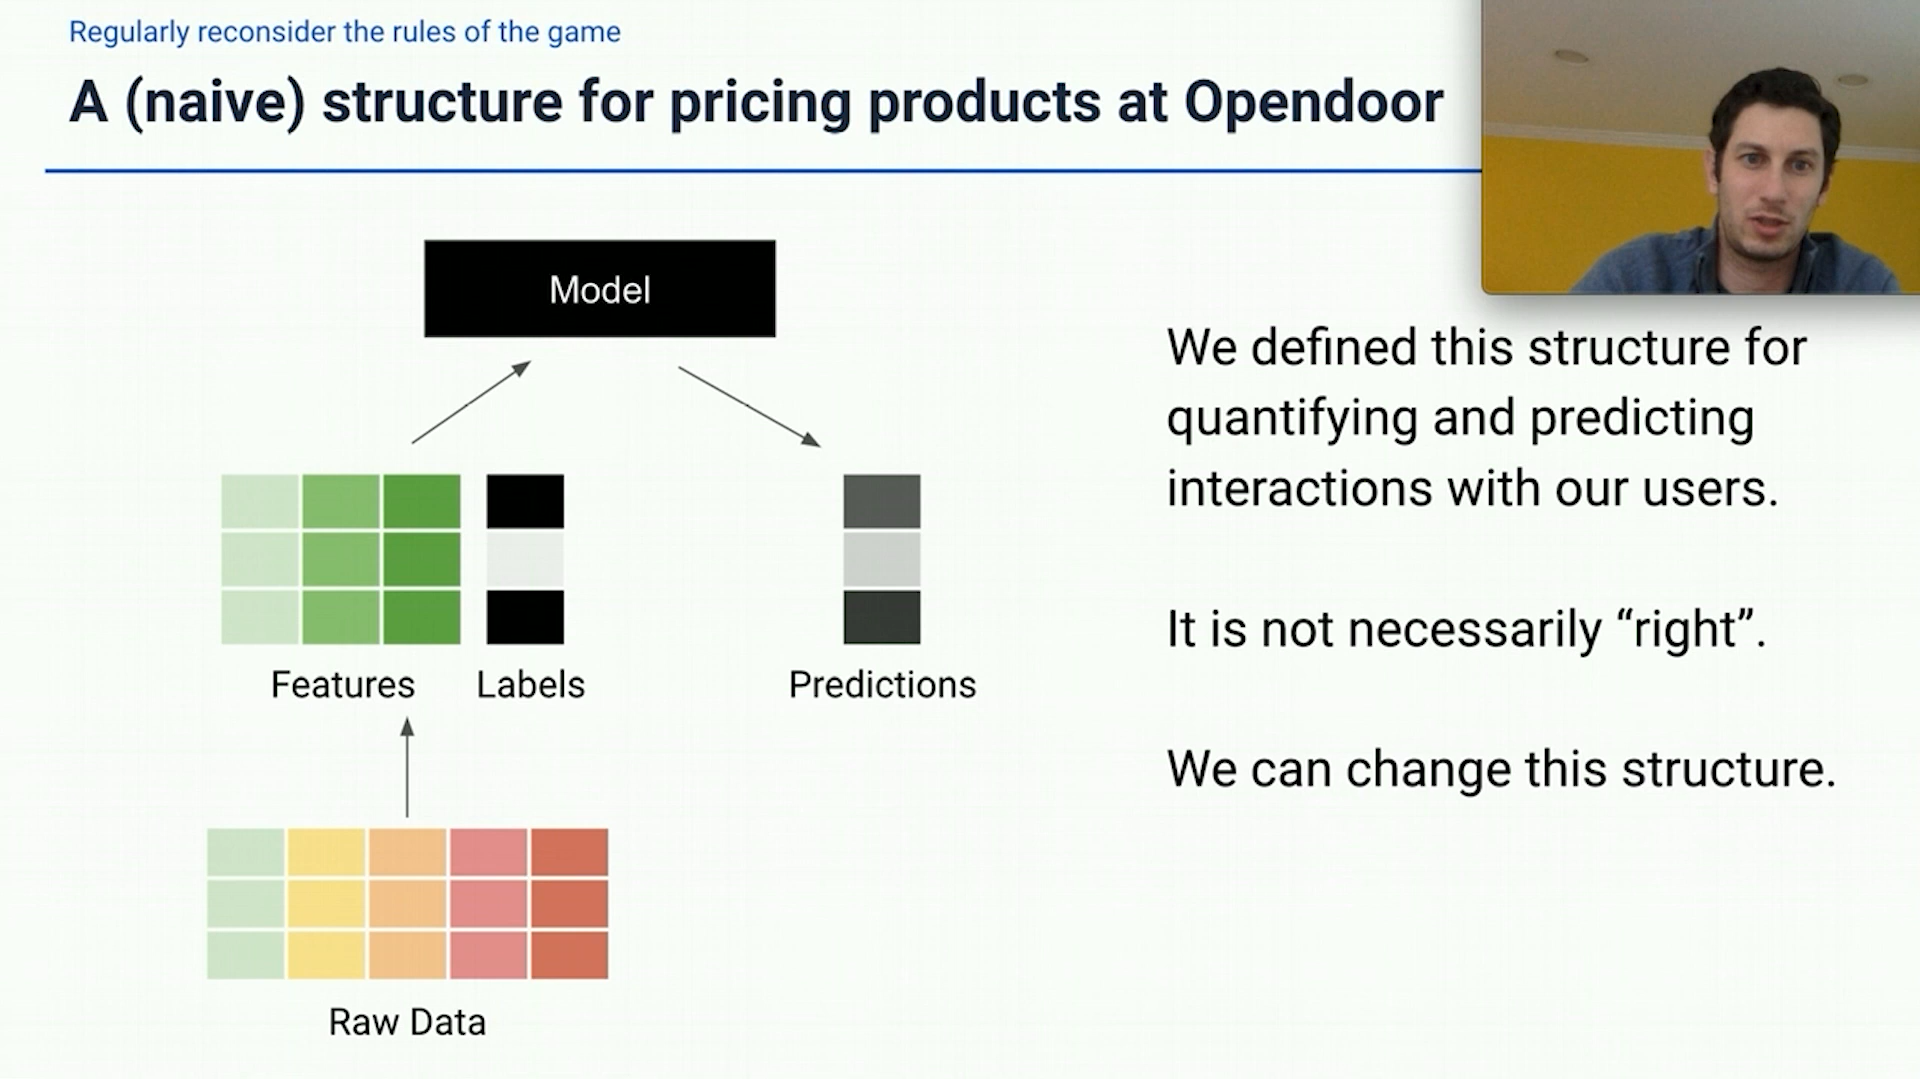 Regularly reconsider the rules of the game
A (naive) structure for pricing products at Opendoor
Model
Features
Labels
Predictions
Raw Data
We defined this structure for
quantifying and predicting
interactions with our users.
It is not necessarily “right”.
We can change this structure.